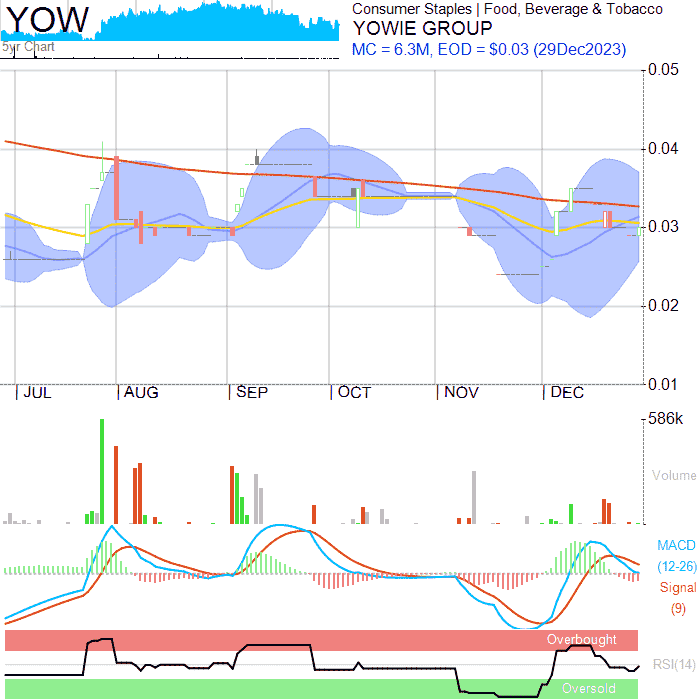 YOW
5yr Chart
Consumer Staples | Food, Beverage & Tobacco
YOWIE GROUP
MC = 6.3M, EOD = $0.03 (29Dec2023)
0.05
0.04
0.03
0.02
0.01
JUL AUG SEP OCT NOV DEC
586k
Volume
MACD
(12-26)
Signal
(9)
Overbought
RSI(14)
Oversold